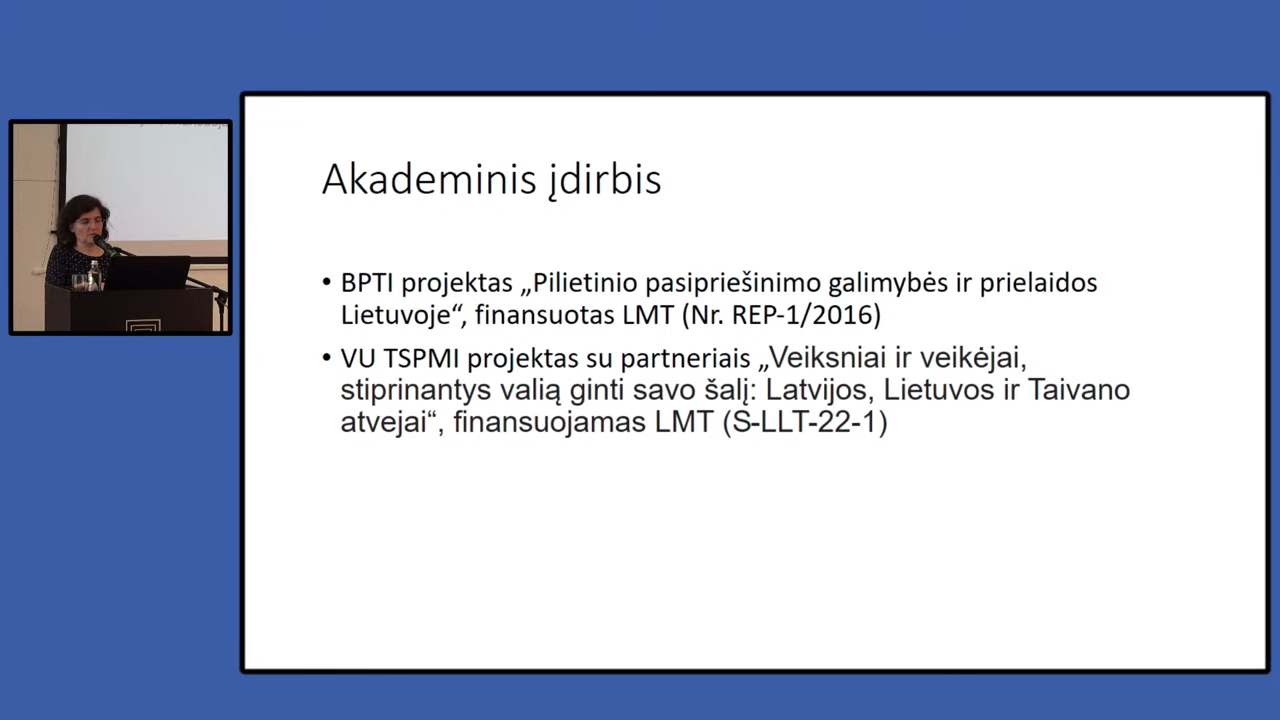 Akademinis įdirbis
• BPTI projektas „Pilietinio pasipriešinimo galimybės ir prielaidos
Lietuvoje“, finansuotas LMT (Nr. REP-1/2016)
• VU TSPMI projektas su partneriais „Veiksniai ir veikėjai,
stiprinantys valią ginti savo šalį: Latvijos, Lietuvos ir Taivano
atvejai“, finansuojamas LMT (S-LLT-22-1)